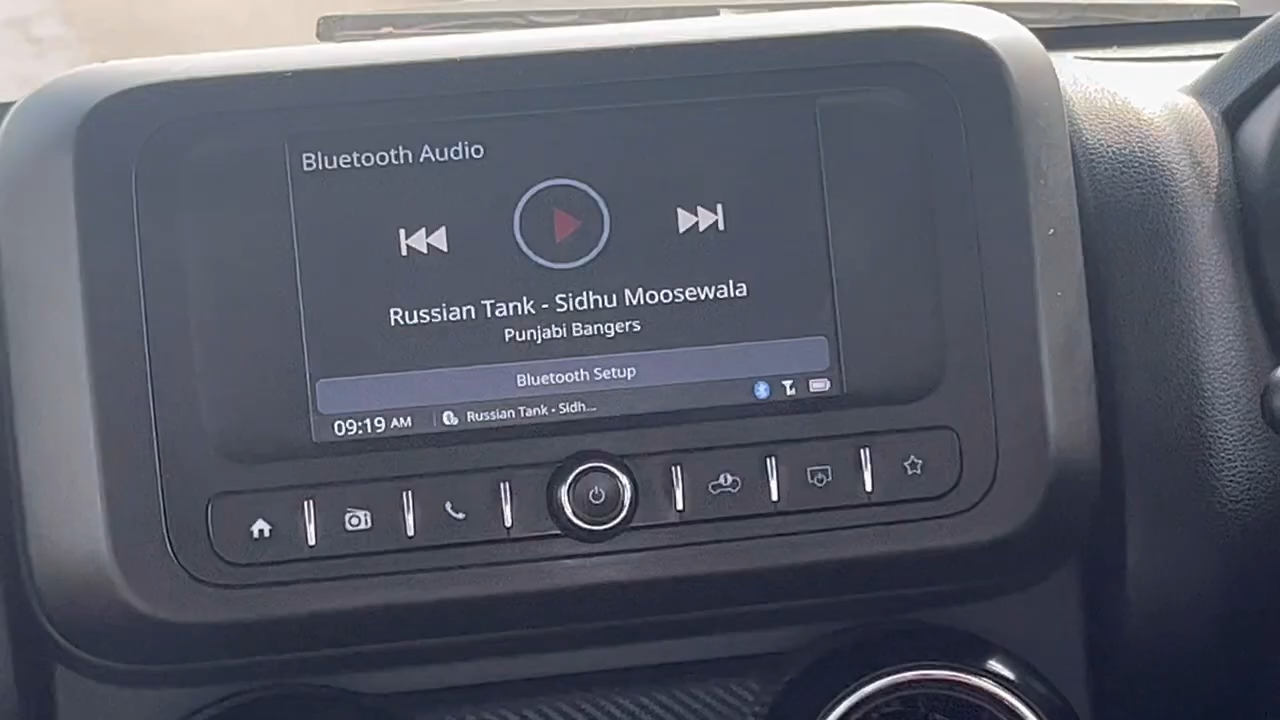 Bluetooth Audio
Russian Tank - Sidhu Moosewala
Punjabi Bangers
Bluetooth Setup
09:19 AM Russian Tank - Sidh...